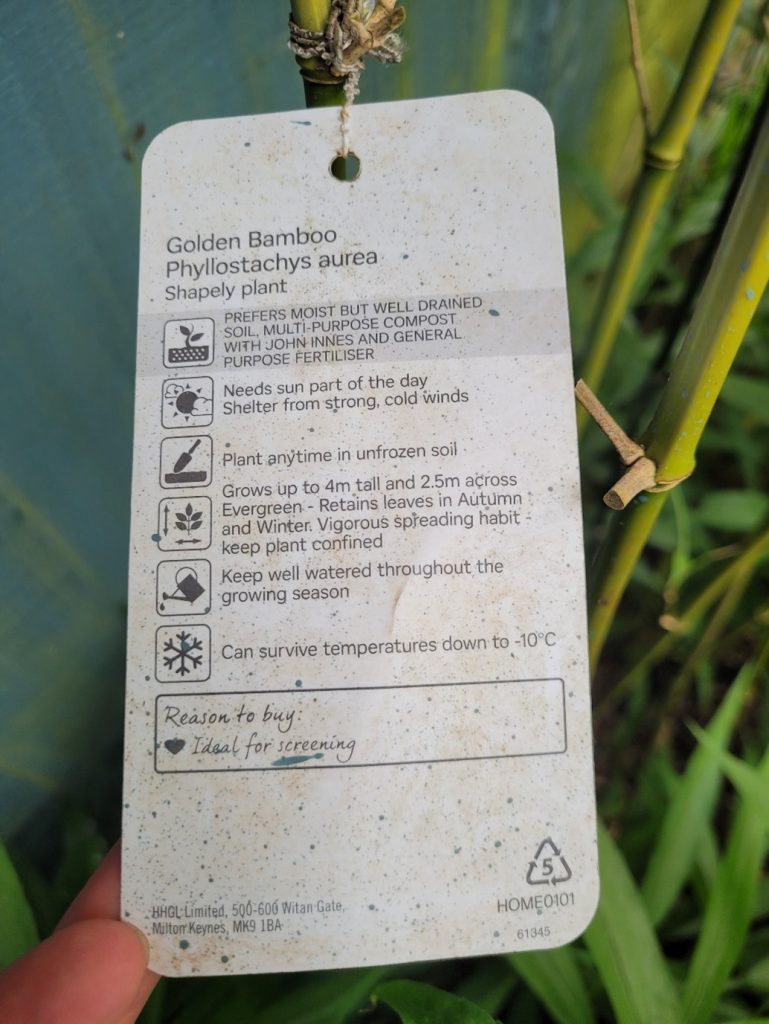 Golden Bamboo
Phyllostachys aurea
Shapely plant
PREFERS MOIST BUT WELL DRAINED
SOIL, MULTI-PURPOSE COMPOST
WITH JOHN INNES AND GENERAL
PURPOSE FERTILISER
Needs sun part of the day
Shelter from strong, cold winds
Plant anytime in unfrozen soil
Grows up to 4m tall and 2.5m across
Evergreen - Retains leaves in Autumn
and Winter. Vigorous spreading habit -
keep plant confined
Keep well watered throughout the
growing season
Can survive temperatures down to -10°C
Reason to buy:
Ideal for screening
5
HOME0101
HHGL Limited, 500-600 Witan Gate,
Milton Keynes, MK9 1BA
61345